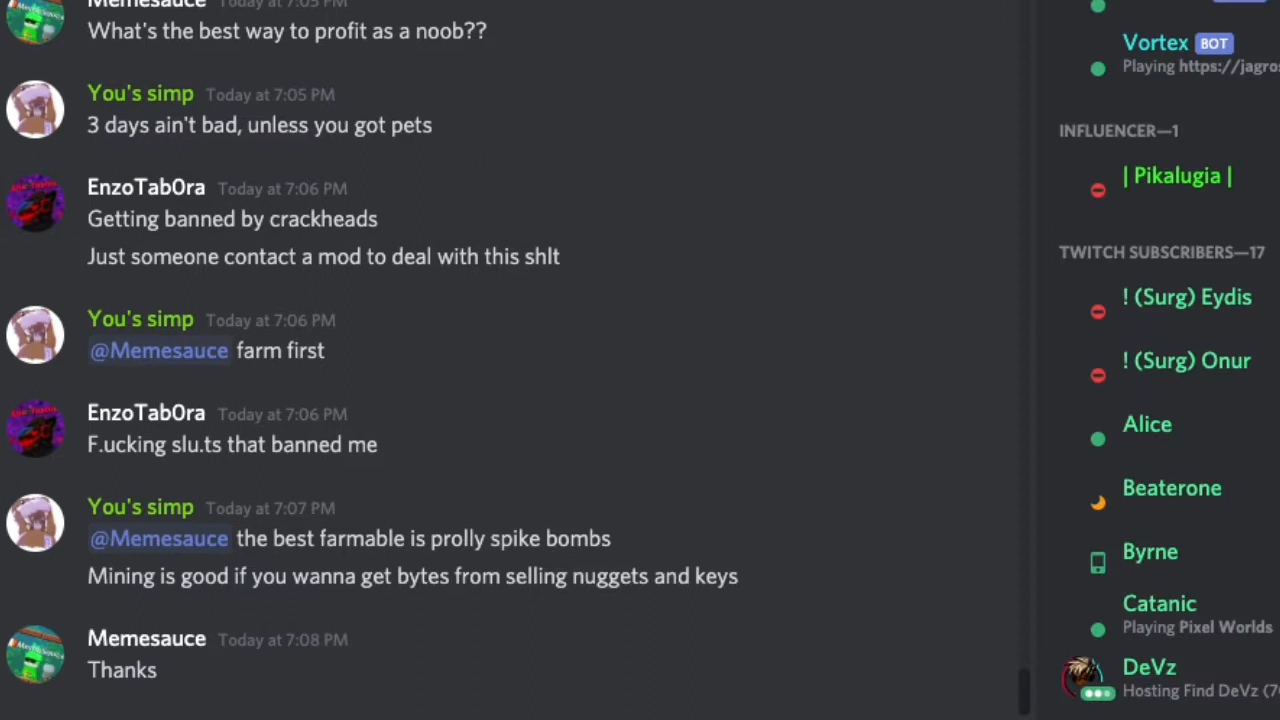 Memesauce Today at 7:05 PM
What's the best way to profit as a noob??
You's simp Today at 7:05 PM
3 days ain't bad, unless you got pets
EnzoTab0ra Today at 7:06 PM
Getting banned by crackheads
Just someone contact a mod to deal with this shlt
You's simp Today at 7:06 PM
@Memesauce farm first
EnzoTab0ra Today at 7:06 PM
F.ucking slu.ts that banned me
You's simp Today at 7:07 PM
@Memesauce the best farmable is prolly spike bombs
Mining is good if you wanna get bytes from selling nuggets and keys
Memesauce Today at 7:08 PM
Thanks
Vortex BOT
Playing https://jagros
INFLUENCER—1
| Pikalugia |
TWITCH SUBSCRIBERS—17
! (Surg) Eydis
! (Surg) Onur
Alice
Beaterone
Byrne
Catanic
Playing Pixel Worlds
DeVz
Hosting Find DeVz